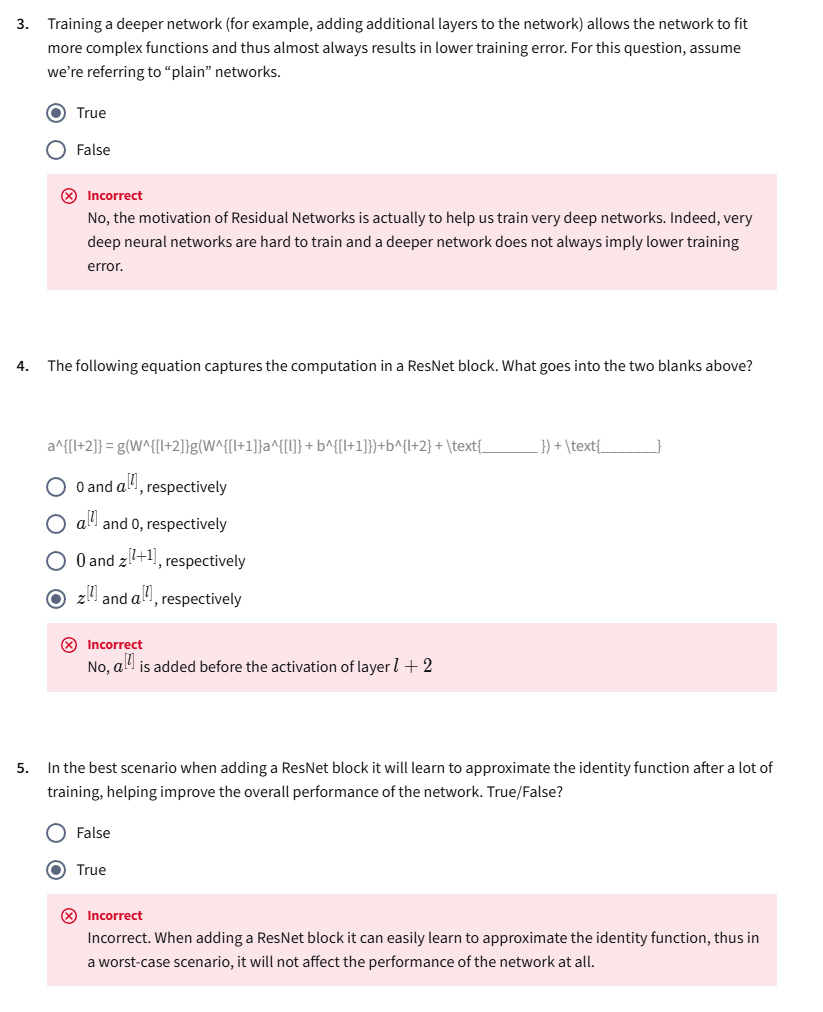 3. Training a deeper network (for example, adding additional layers to the network) allows the network to fit
more complex functions and thus almost always results in lower training error. For this question, assume
we're referring to “plain” networks.
True
False
Incorrect
No, the motivation of Residual Networks is actually to help us train very deep networks. Indeed, very
deep neural networks are hard to train and a deeper network does not always imply lower training
error.
4. The following equation captures the computation in a ResNet block. What goes into the two blanks above?
a^{[l+2]} = g(W^{[l+2]}g(W^{[l+1]}a^{[l]} + b^{[l+1]})+b^{l+2} + \text{_______ }) + \text{_______}
0 and a^[l], respectively
a^[l] and 0, respectively
0 and z^[l+1], respectively
z^[l] and a^[l], respectively
Incorrect
No, a^[l] is added before the activation of layer l + 2
5. In the best scenario when adding a ResNet block it will learn to approximate the identity function after a lot of
training, helping improve the overall performance of the network. True/False?
False
True
Incorrect
Incorrect. When adding a ResNet block it can easily learn to approximate the identity function, thus in
a worst-case scenario, it will not affect the performance of the network at all.